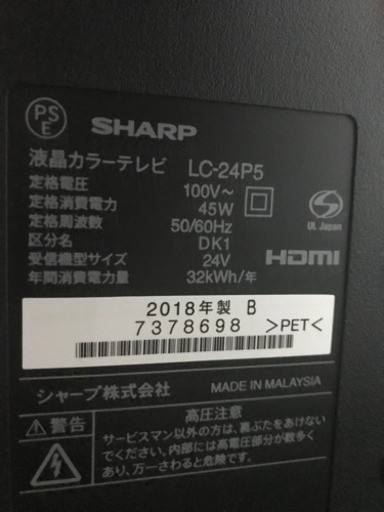 PS
E
SHARP
液晶カラーテレビ LC-24P5
定格電圧 100V~
定格消費電力 45W
定格周波数 50/60Hz
区分名 DK1
受信機型サイズ 24V
年間消費電力量 32kWh/年
S
UL Japan
HDMI
2018年製 B
7378698 >PET<
シャープ株式会社 MADE IN MALAYSIA
警告
高圧注意
サービスマン以外の方は、裏ぶたをあけない
でください。内部には高電圧部分が数多く
あり、万一さわると危険です。